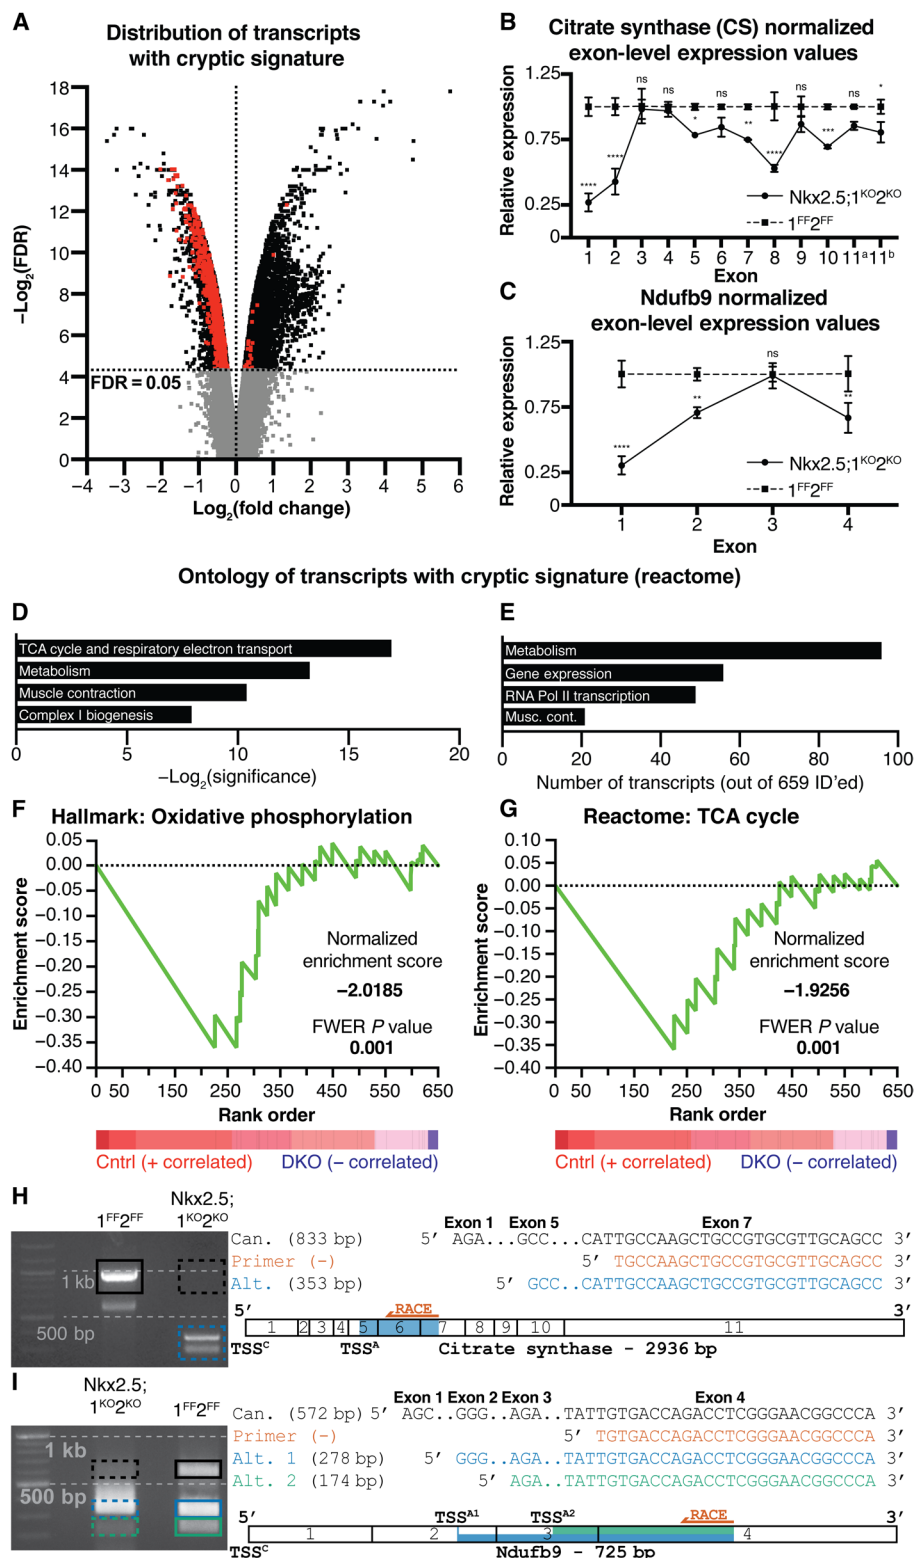 A
Distribution of transcripts
with cryptic signature
18
16
14
12
10
8
6
4
2
0
−Log2(FDR)
FDR = 0.05
−4 −3 −2 −1 0 1 2 3 4 5 6
Log2(fold change)
B
Citrate synthase (CS) normalized
exon-level expression values
1.25
0.75
0.25
0
Relative expression
**** **** ns ns * ns ** **** ns *** ns *
Nkx2.5;1KO2KO
1FF2FF
1 2 3 4 5 6 7 8 9 10 11a 11b
Exon
C
Ndufb9 normalized
exon-level expression values
1.25
0.75
0.25
0
Relative expression
**** ** ns **
Nkx2.5;1KO2KO
1FF2FF
1 2 3 4
Exon
Ontology of transcripts with cryptic signature (reactome)
D
TCA cycle and respiratory electron transport
Metabolism
Muscle contraction
Complex I biogenesis
0 5 10 15 20
−Log2(significance)
E
Metabolism
Gene expression
RNA Pol II transcription
Musc. cont.
0 20 40 60 80 100
Number of transcripts (out of 659 ID’ed)
F
Hallmark: Oxidative phosphorylation
0.05
0.00
−0.05
−0.10
−0.15
−0.20
−0.25
−0.30
−0.35
−0.40
Enrichment score
Normalized
enrichment score
−2.0185
FWER P value
0.001
0 50 150 250 350 450 550 650
Rank order
Cntrl (+ correlated) DKO (− correlated)
G
Reactome: TCA cycle
0.10
0.05
0.00
−0.05
−0.10
−0.15
−0.20
−0.25
−0.30
−0.35
−0.40
Enrichment score
Normalized
enrichment score
−1.9256
FWER P value
0.001
0 50 150 250 350 450 550 650
Rank order
Cntrl (+ correlated) DKO (− correlated)
H
Nkx2.5;
1FF2FF 1KO2KO
1 kb
500 bp
Exon 1 Exon 5 Exon 7
Can. (833 bp) 5′ AGA...GCC...CATTGCCAAGCTGCCGTGCGTTGCAGCC 3′
Primer (-) 5′ TGCCAAGCTGCCGTGCGTTGCAGCC 3′
Alt. (353 bp) 5′ GCC...CATTGCCAAGCTGCCGTGCGTTGCAGCC 3′
5′ RACE 3′
1 2 3 4 5 6 7 8 9 10 11
TSSC TSSA Citrate synthase - 2936 bp
I
Nkx2.5;
1KO2KO 1FF2FF
1 kb
500 bp
Exon 1 Exon 2 Exon 3 Exon 4
Can. (572 bp) 5′ AGC..GGG..AGA..TATTGTGACCAGACCTCGGGAACGGCCCA 3′
Primer (-) 5′ TGTGACCAGACCTCGGGAACGGCCCA 3′
Alt. 1 (278 bp) 5′ GGG..AGA..TATTGTGACCAGACCTCGGGAACGGCCCA 3′
Alt. 2 (174 bp) 5′ AGA..TATTGTGACCAGACCTCGGGAACGGCCCA 3′
5′ TSSA1 TSSA2 RACE 3′
1 2 3 4
TSSC Ndufb9 - 725 bp